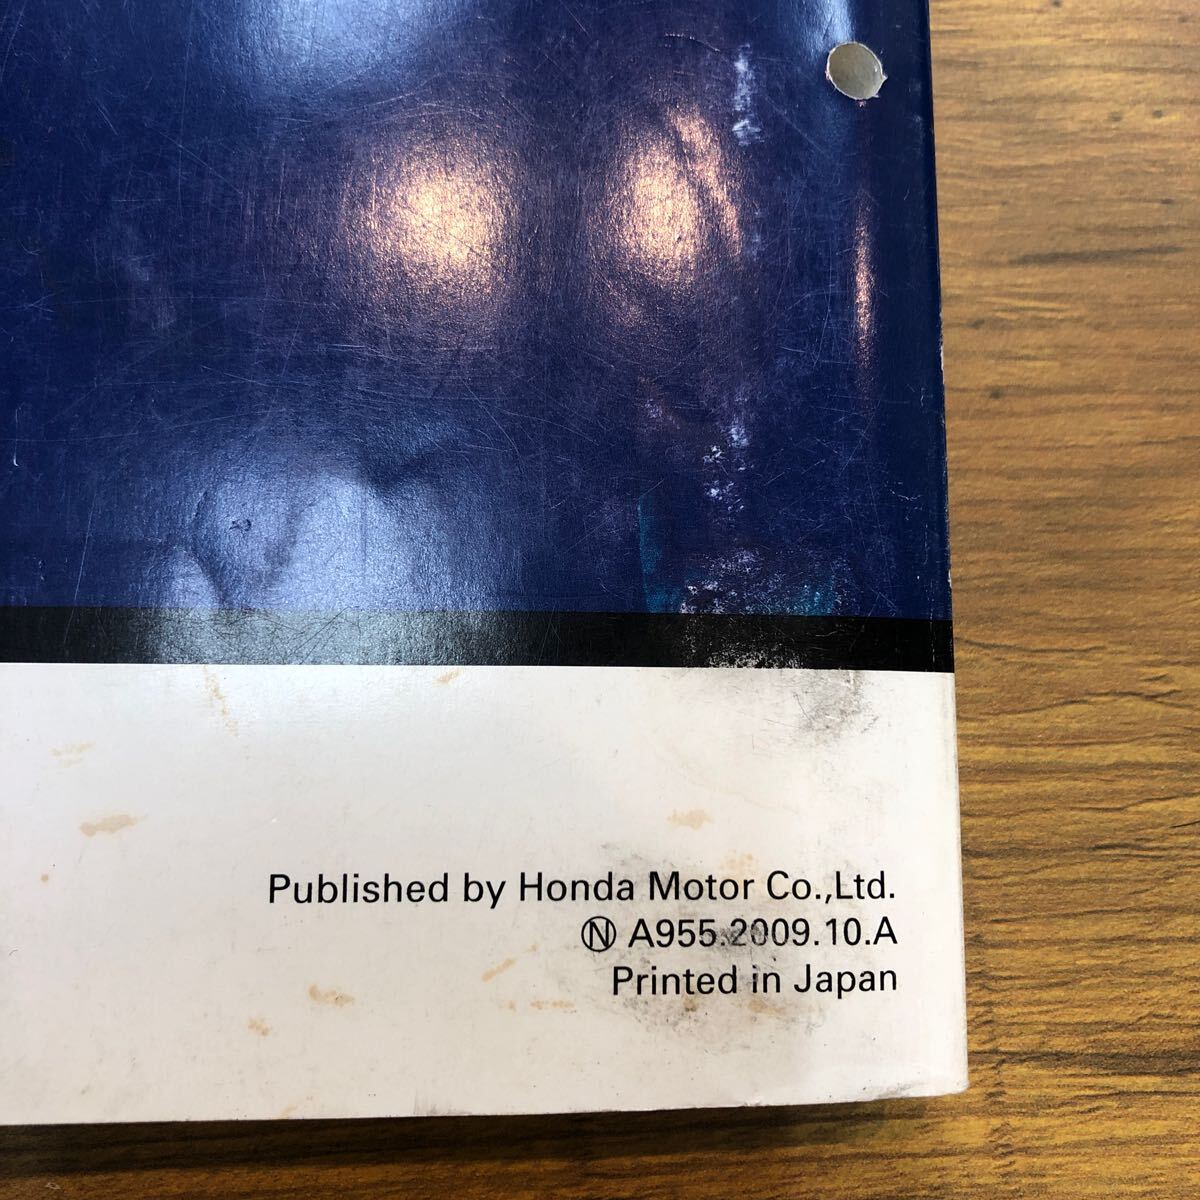 Published by Honda Motor Co.,Ltd.
Ⓝ A955.2009.10.A
Printed in Japan